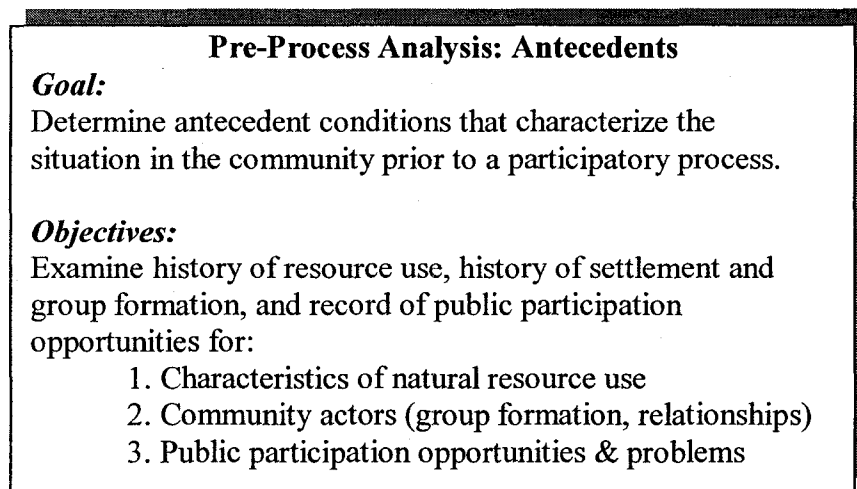 Pre-Process Analysis: Antecedents
Goal:
Determine antecedent conditions that characterize the
situation in the community prior to a participatory process.
Objectives:
Examine history of resource use, history of settlement and
group formation, and record of public participation
opportunities for:
1. Characteristics of natural resource use
2. Community actors (group formation, relationships)
3. Public participation opportunities & problems